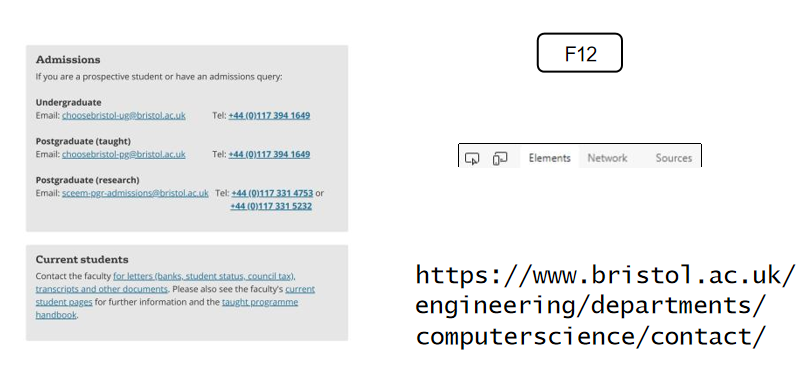 Admissions
If you are a prospective student or have an admissions query:
Undergraduate
Email: choosebristol-ug@bristol.ac.uk Tel: +44 (0)117 394 1649
Postgraduate (taught)
Email: choosebristol-pg@bristol.ac.uk Tel: +44 (0)117 394 1649
Postgraduate (research)
Email: sceem-pgr-admissions@bristol.ac.uk Tel: +44 (0)117 331 4753 or
+44 (0)117 331 5232
Current students
Contact the faculty for letters (banks, student status, council tax),
transcripts and other documents. Please also see the faculty's current
student pages for further information and the taught programme
handbook.
F12
Elements Network Sources
https://www.bristol.ac.uk/
engineering/departments/
computerscience/contact/